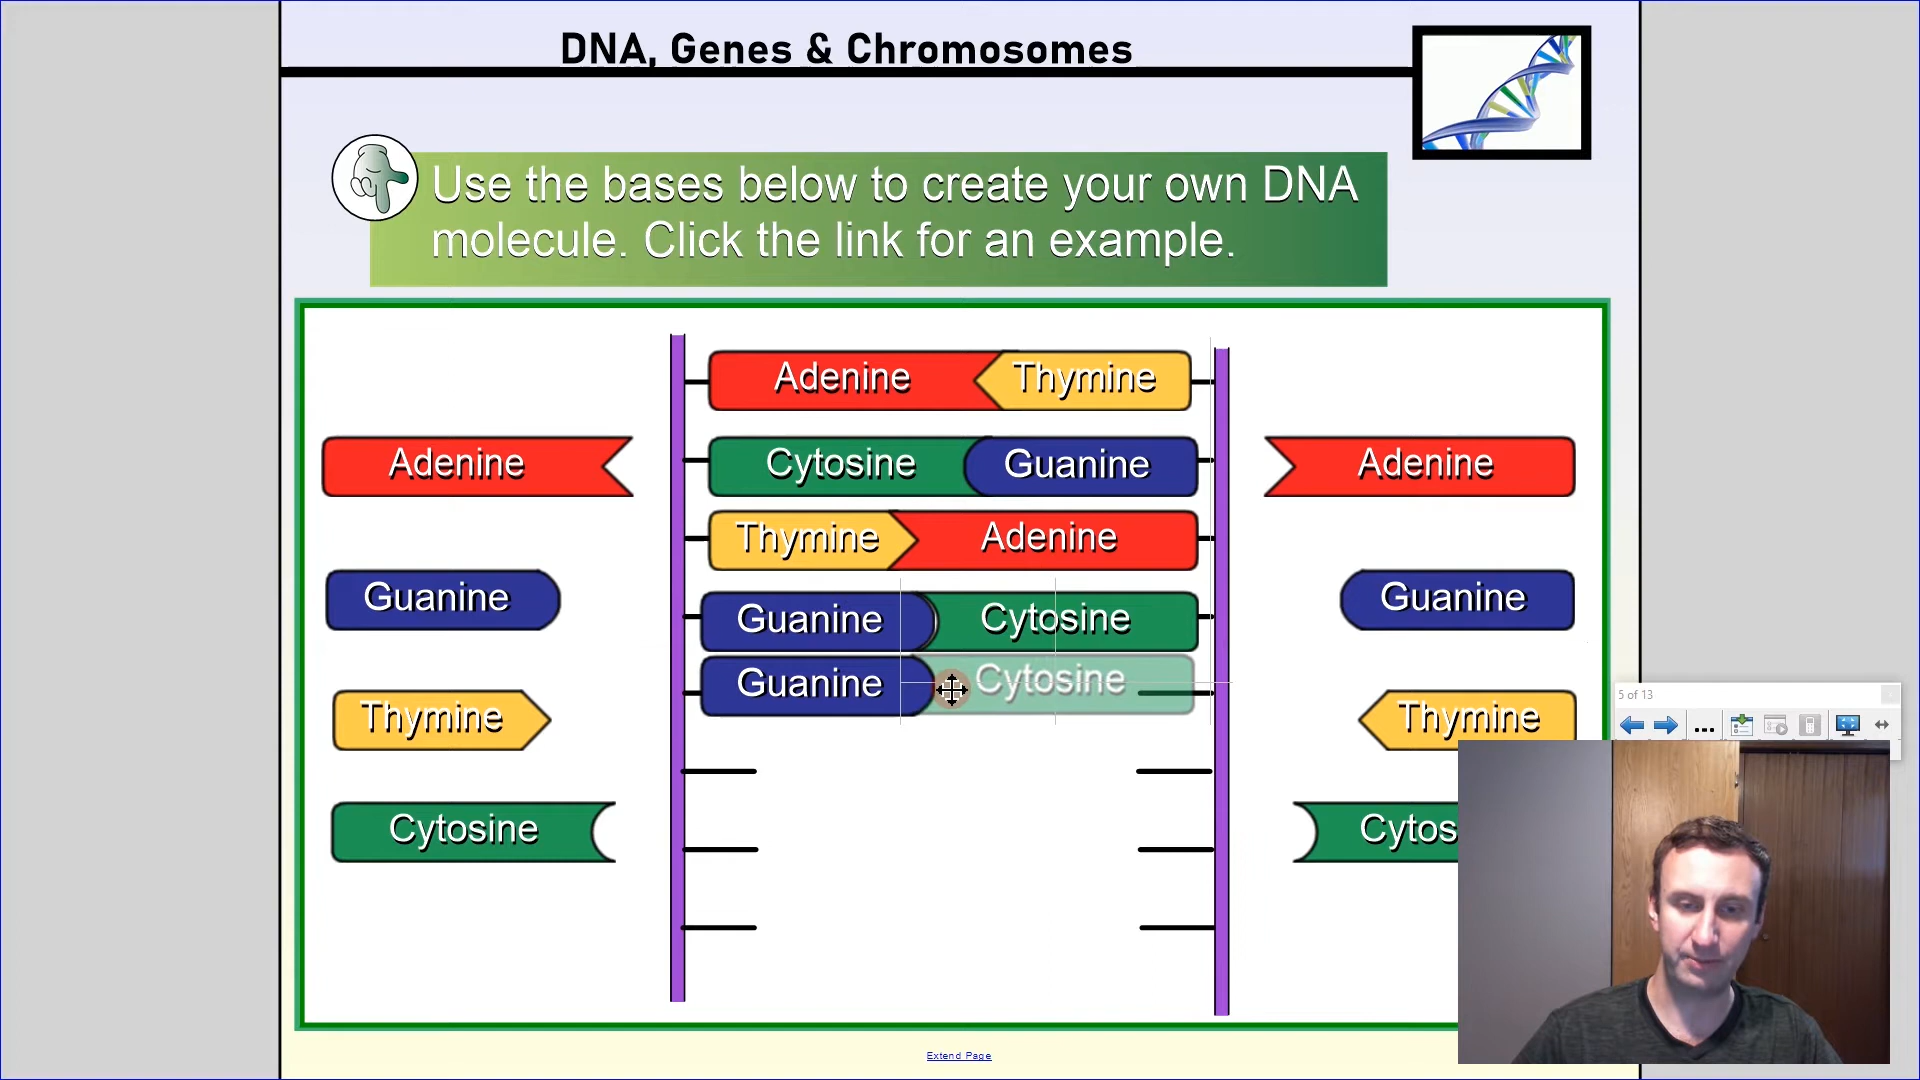 DNA, Genes & Chromosomes
Use the bases below to create your own DNA
molecule. Click the link for an example.
Adenine Thymine
Adenine Cytosine Guanine Adenine
Thymine Adenine
Guanine Guanine Cytosine Guanine
Guanine Cytosine
Thymine Thymine
Cytosine Cytos
5 of 13
Extend Page